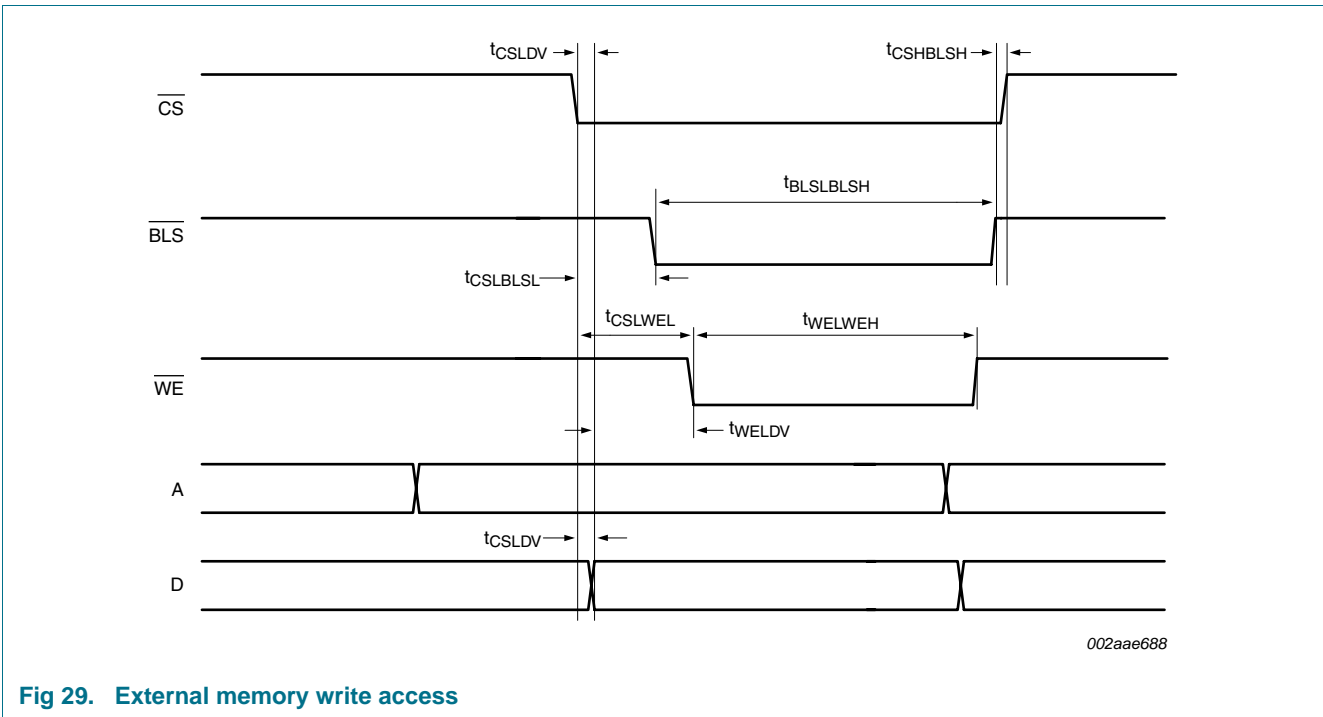 tCSLDV
tCSHBLSH
CS
tBLSLBLSH
BLS
tCSLBLSL
tCSLWEL
tWELWEH
WE
tWELDV
A
tCSLDV
D
002aae688
Fig 29. External memory write access